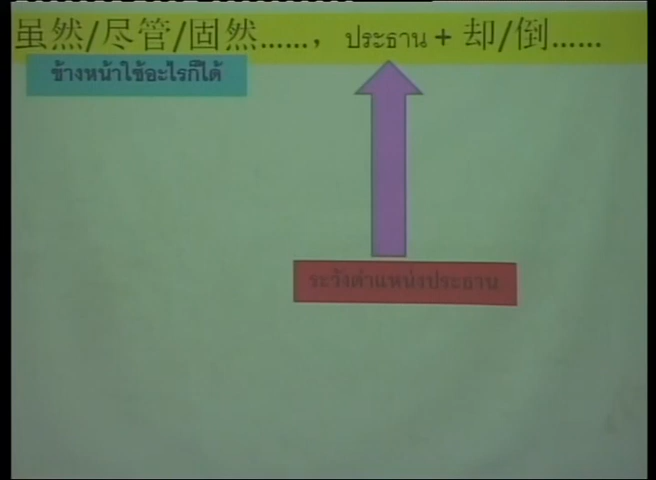 虽然/尽管/固然……，ประธาน + 却/倒……
ข้างหน้าใช้อะไรก็ได้
ระวังตำแหน่งประธาน